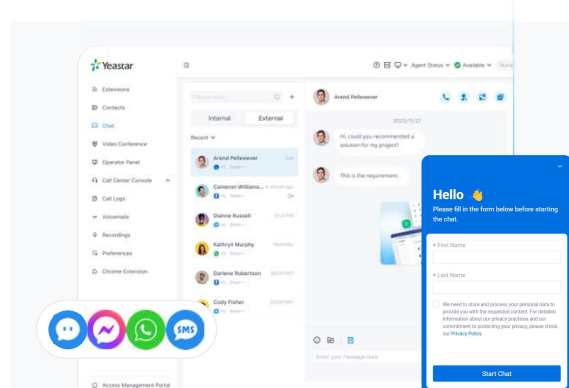 Yeastar
Agent Status
Available
Extensions
Contacts
Chat
Video Conference
Operator Panel
Call Center Console
Call Logs
Voicemails
Recordings
Preferences
Chrome Extension
Access Management Portal
Internal
External
Recent
Arend Pellewever
Cameron Williams...
Dianne Russell
Kathryn Murphy
Darlene Robertson
Cody Fisher
Arend Pellewever
2023/11/21
Hi, could you recommended a
solution for my project?
This is the requirement.
Enter your message here
SMS
Hello 👋
Please fill in the form below before starting
the chat.
* First Name
* Last Name
We need to store and process your personal data to
provide you with the requested content. For detailed
information about our privacy practices and our
commitment to protecting your privacy, please check
our Privacy Policy.
Start Chat